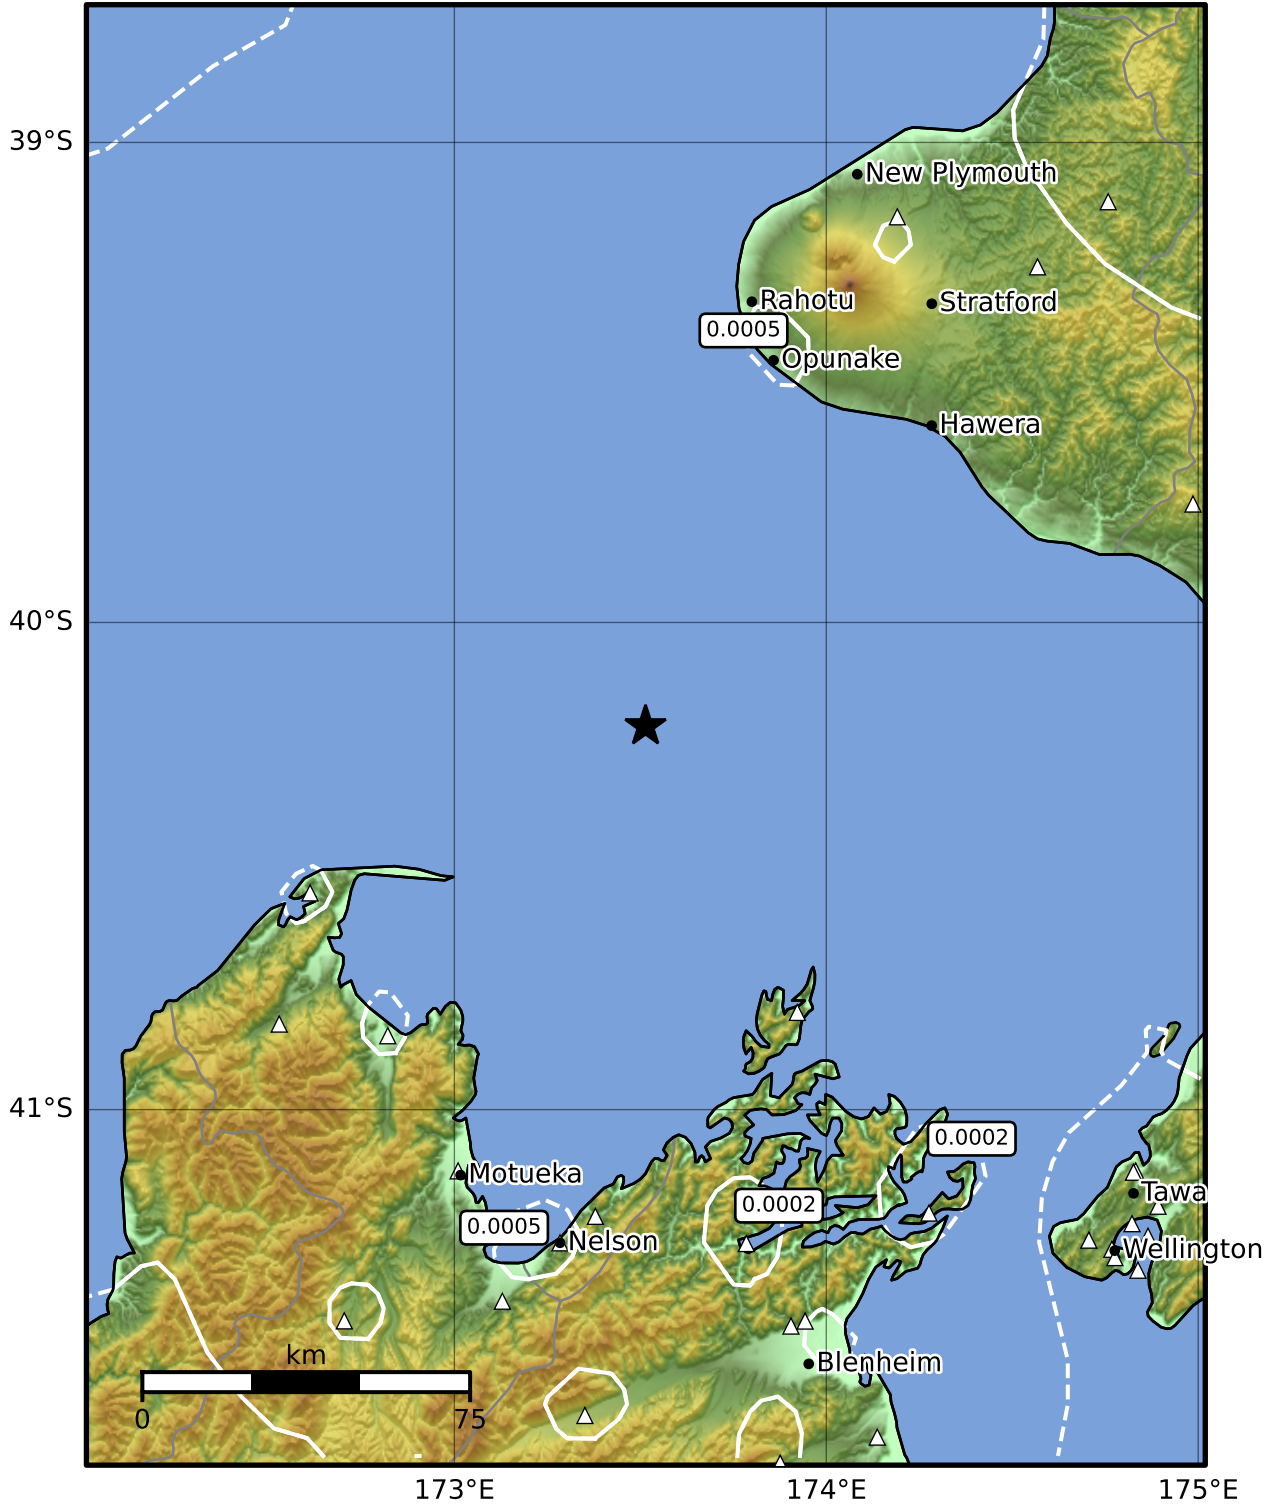 39°S
New Plymouth
Rahotu
Stratford
0.0005
Opunake
Hawera
40°S
41°S
0.0002
Motueka
Tawa
0.0002
0.0005
Nelson
Wellington
km
Blenheim
0
75
173°E
174°E
175°E